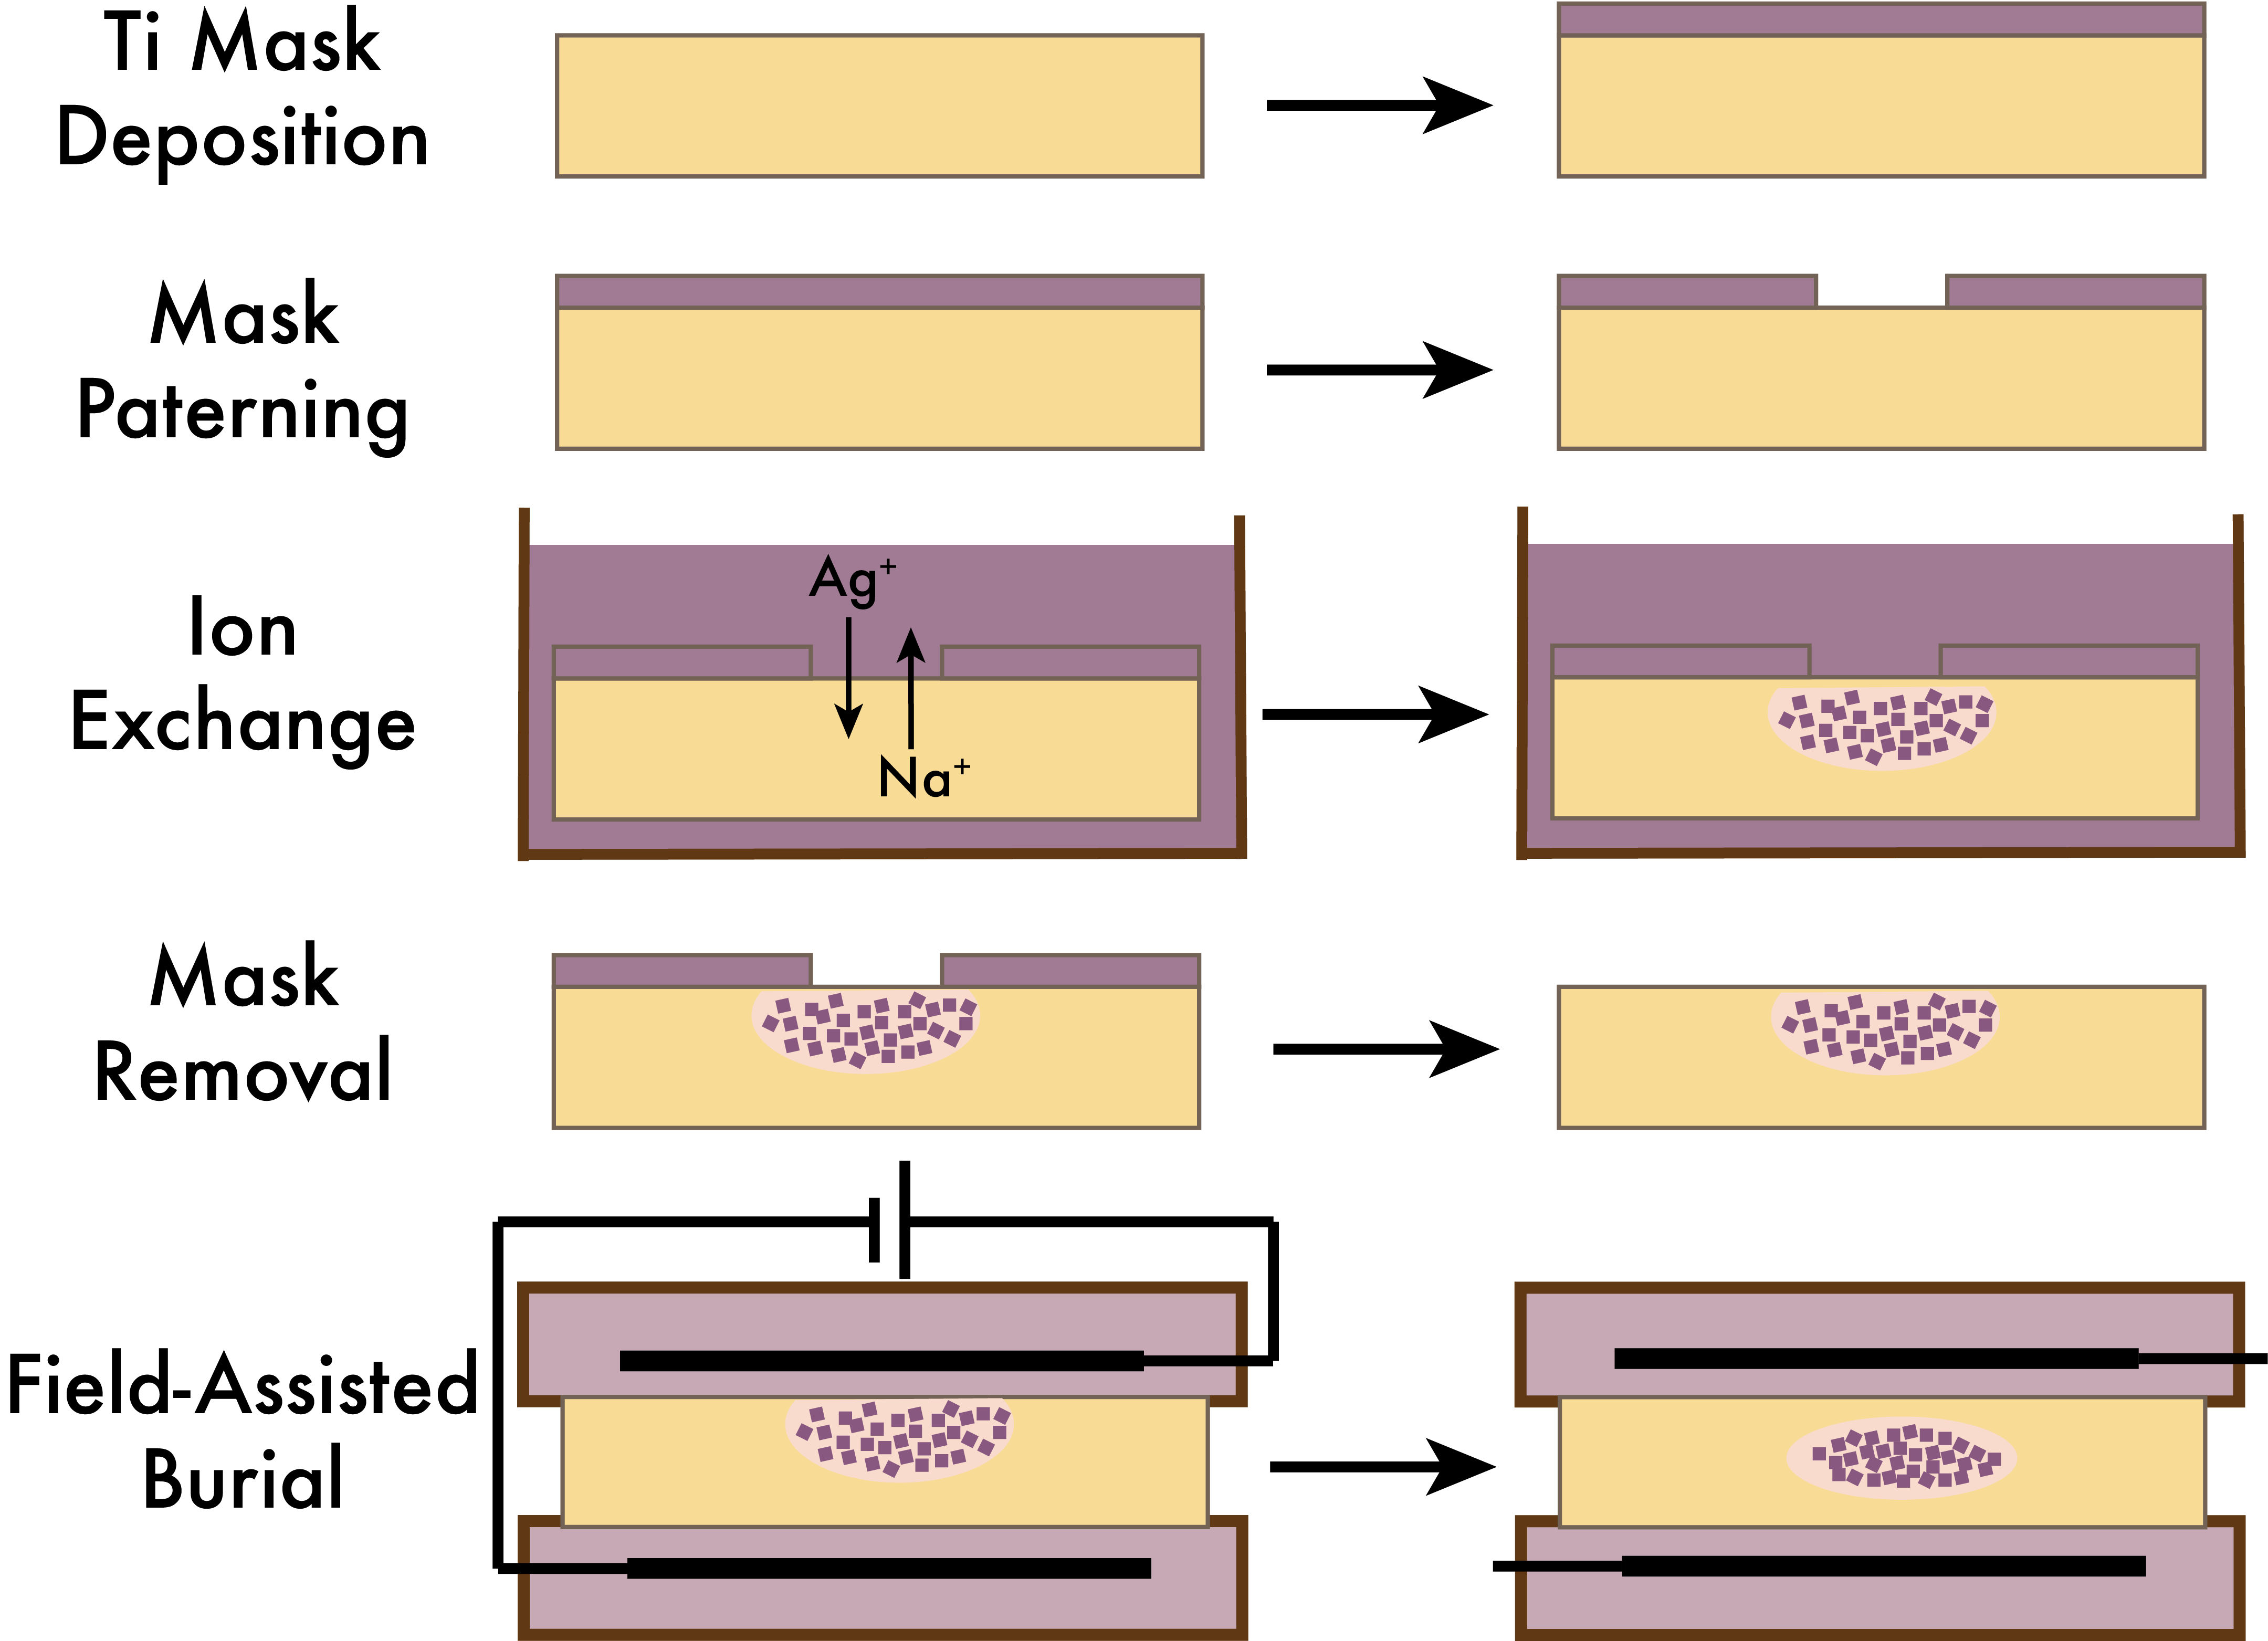 Ti Mask
Deposition
Mask
Paterning
Ion
Exchange
Ag⁺
Na⁺
Mask
Removal
Field-Assisted
Burial